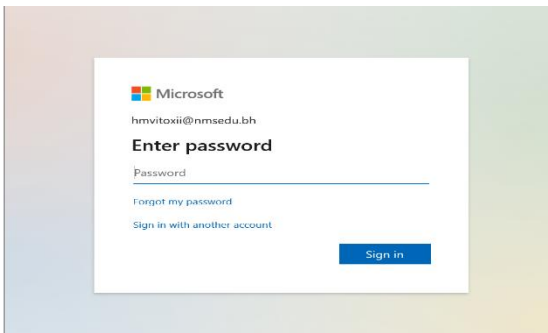 Microsoft
hmvitoxii@nmsedu.bh
Enter password
Password
Forgot my password
Sign in with another account
Sign in